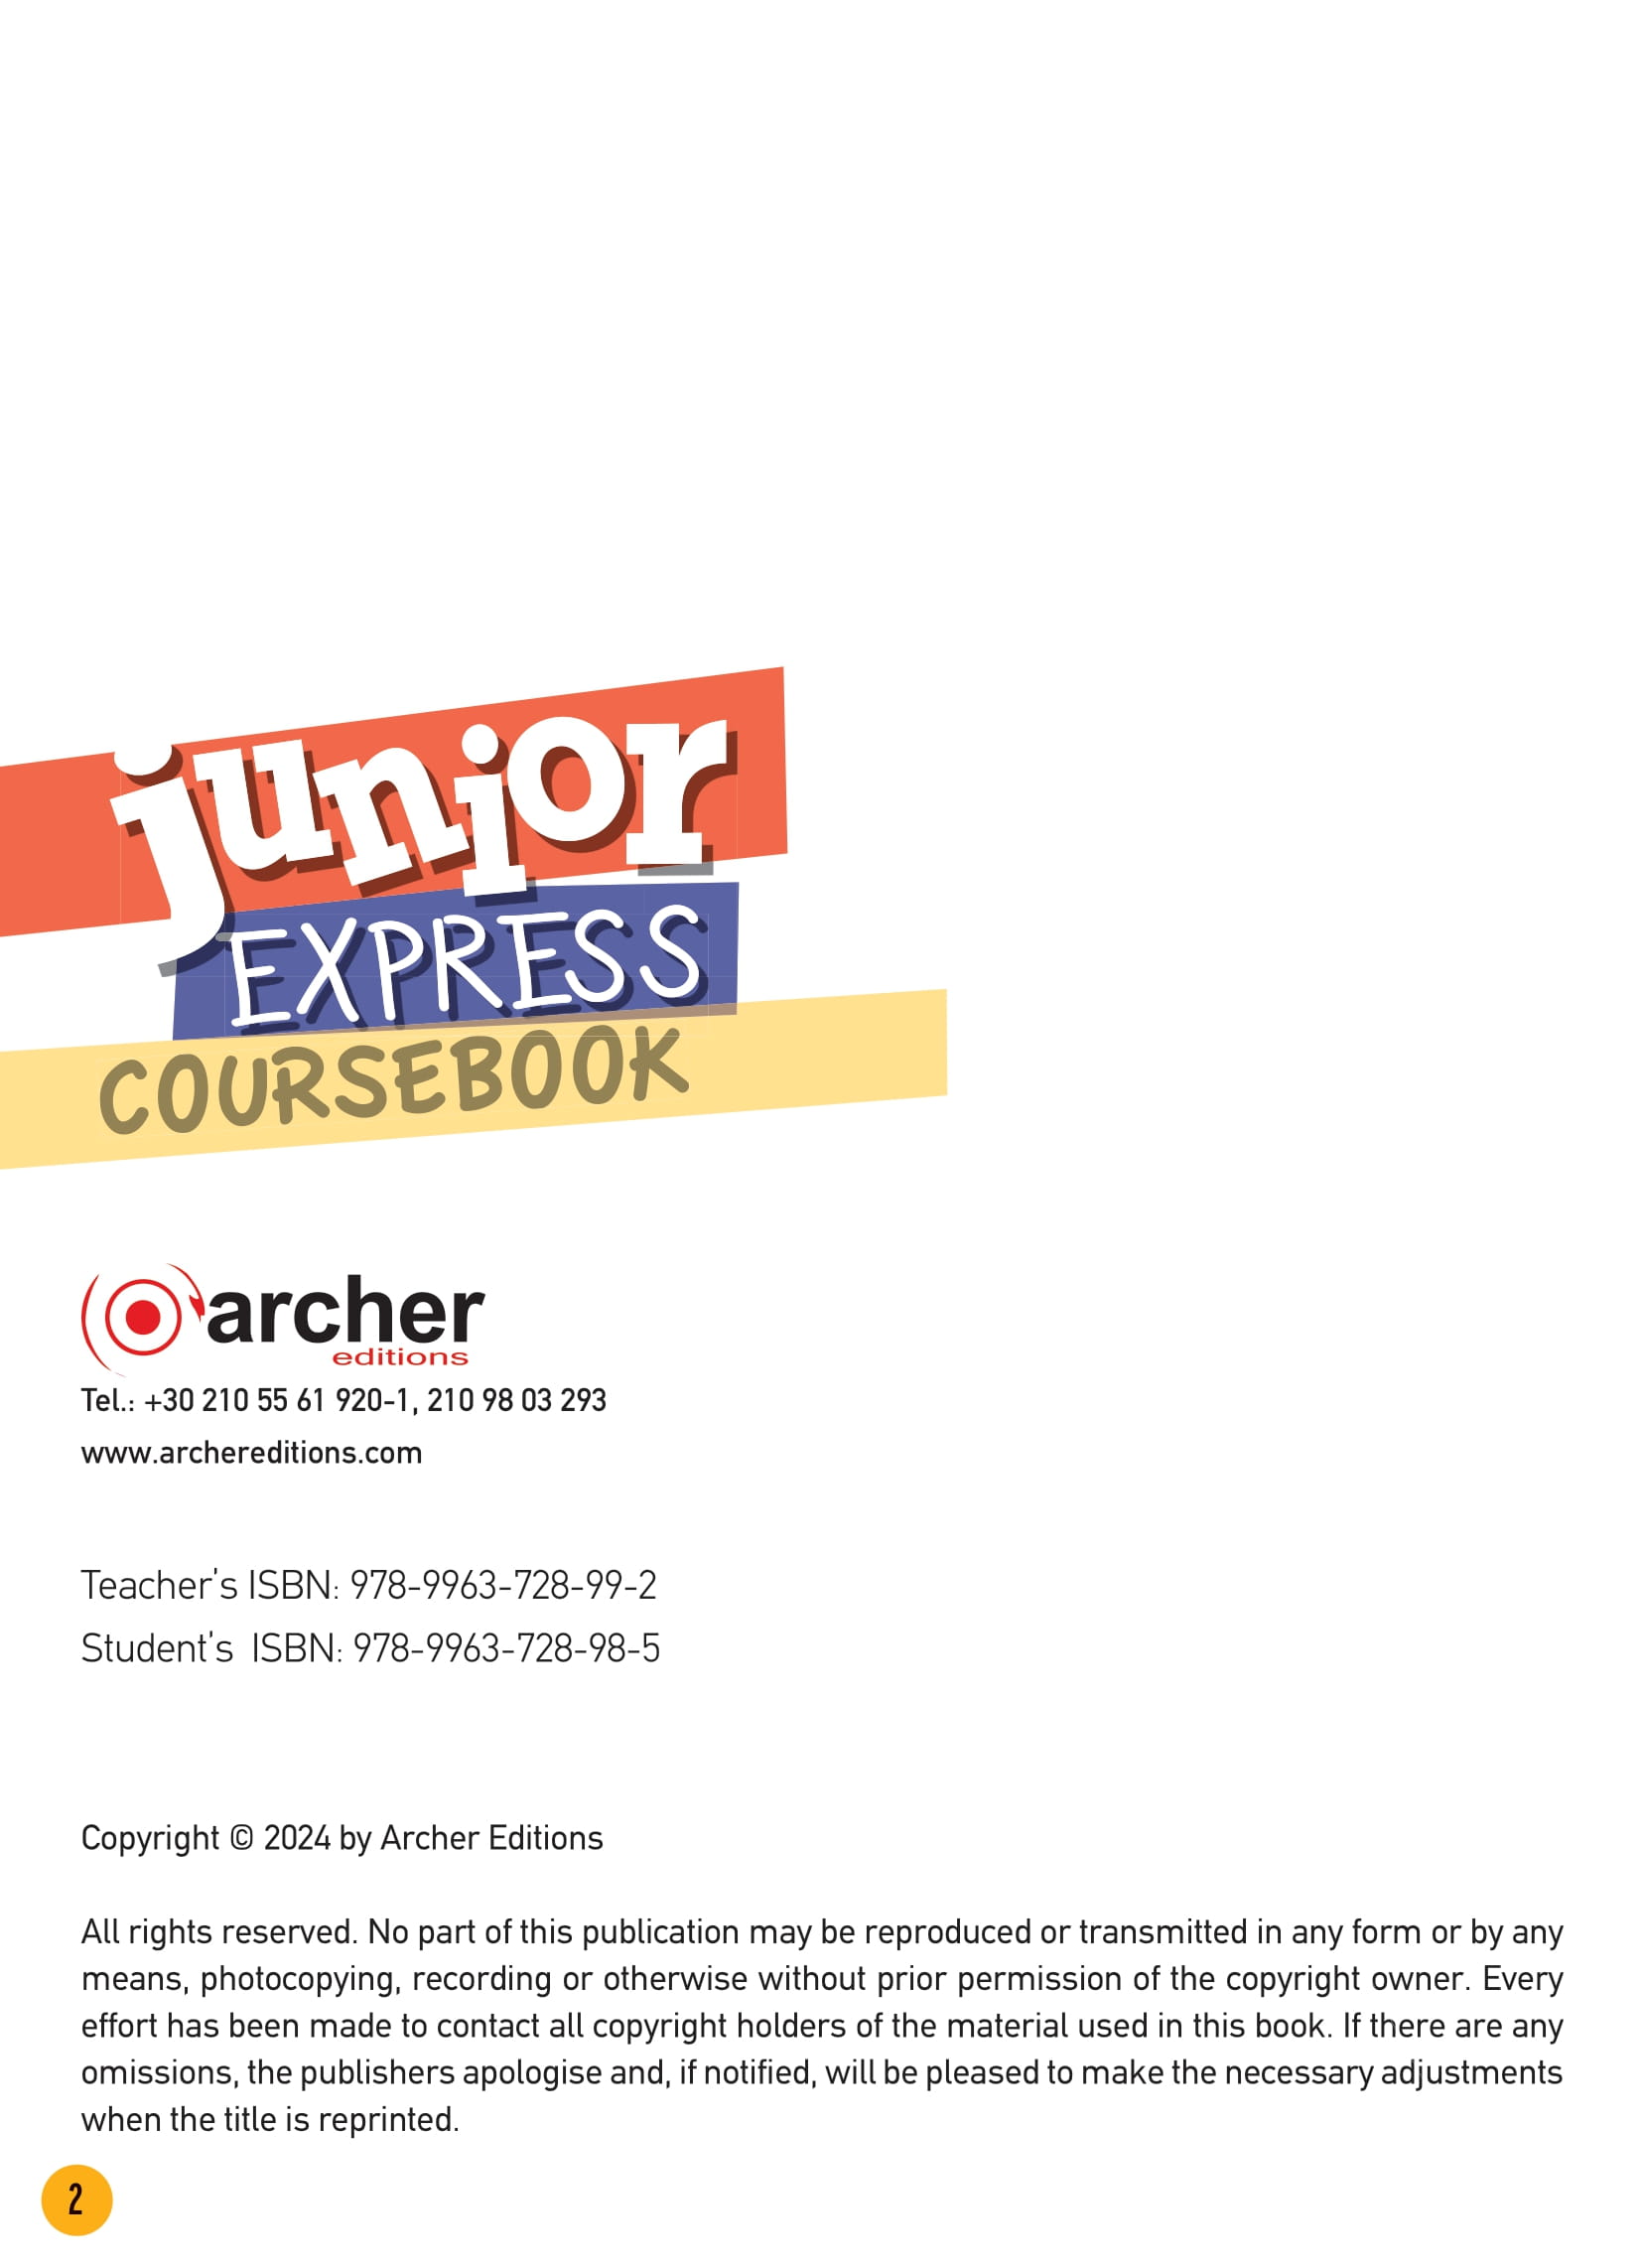 junior
EXPRESS
COURSEBOOK
archer
editions
Tel.: +30 210 55 61 920-1, 210 98 03 293
www.archereditions.com
Teacher's ISBN: 978-9963-728-99-2
Student's  ISBN: 978-9963-728-98-5
Copyright © 2024 by Archer Editions
All rights reserved. No part of this publication may be reproduced or transmitted in any form or by any
means, photocopying, recording or otherwise without prior permission of the copyright owner. Every
effort has been made to contact all copyright holders of the material used in this book. If there are any
omissions, the publishers apologise and, if notified, will be pleased to make the necessary adjustments
when the title is reprinted.
2